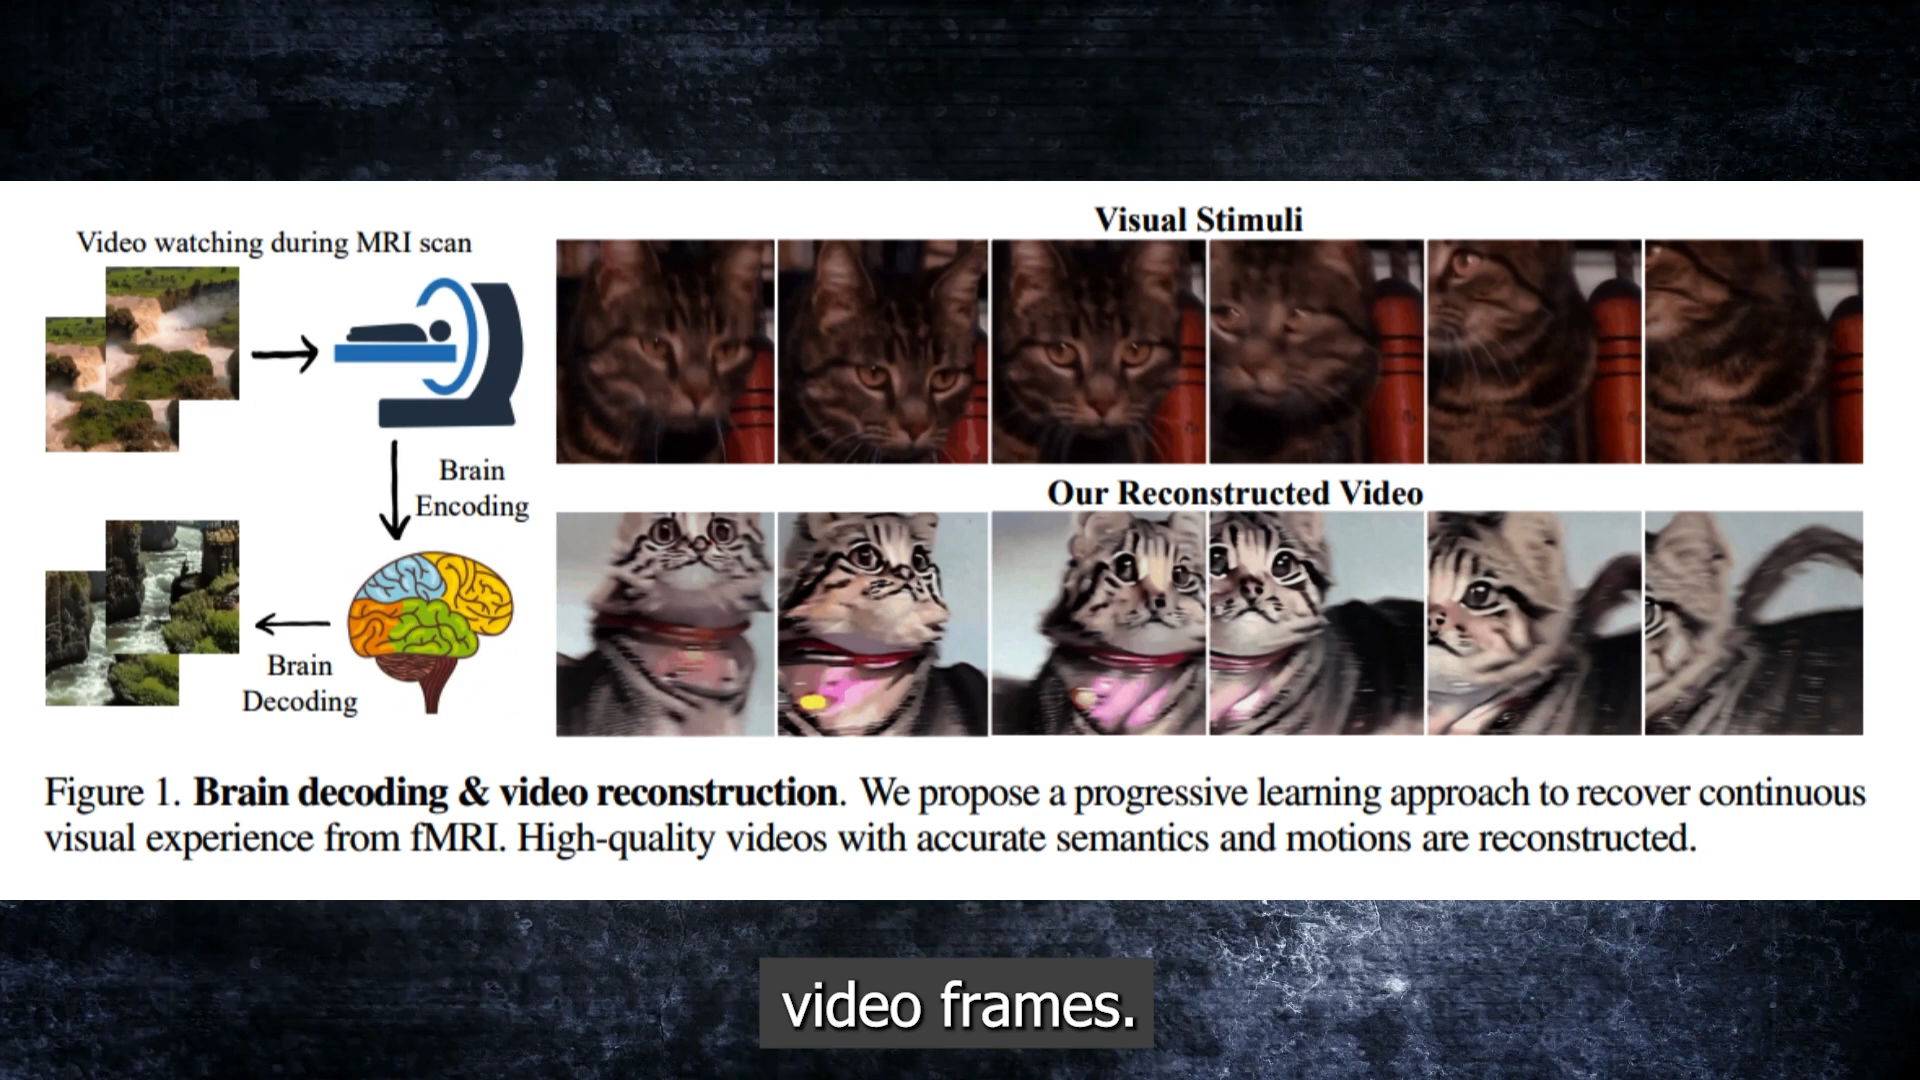 Video watching during MRI scan
Brain
Encoding
Brain
Decoding
Visual Stimuli
Our Reconstructed Video
Figure 1. Brain decoding & video reconstruction. We propose a progressive learning approach to recover continuous
visual experience from fMRI. High-quality videos with accurate semantics and motions are reconstructed.
video frames.